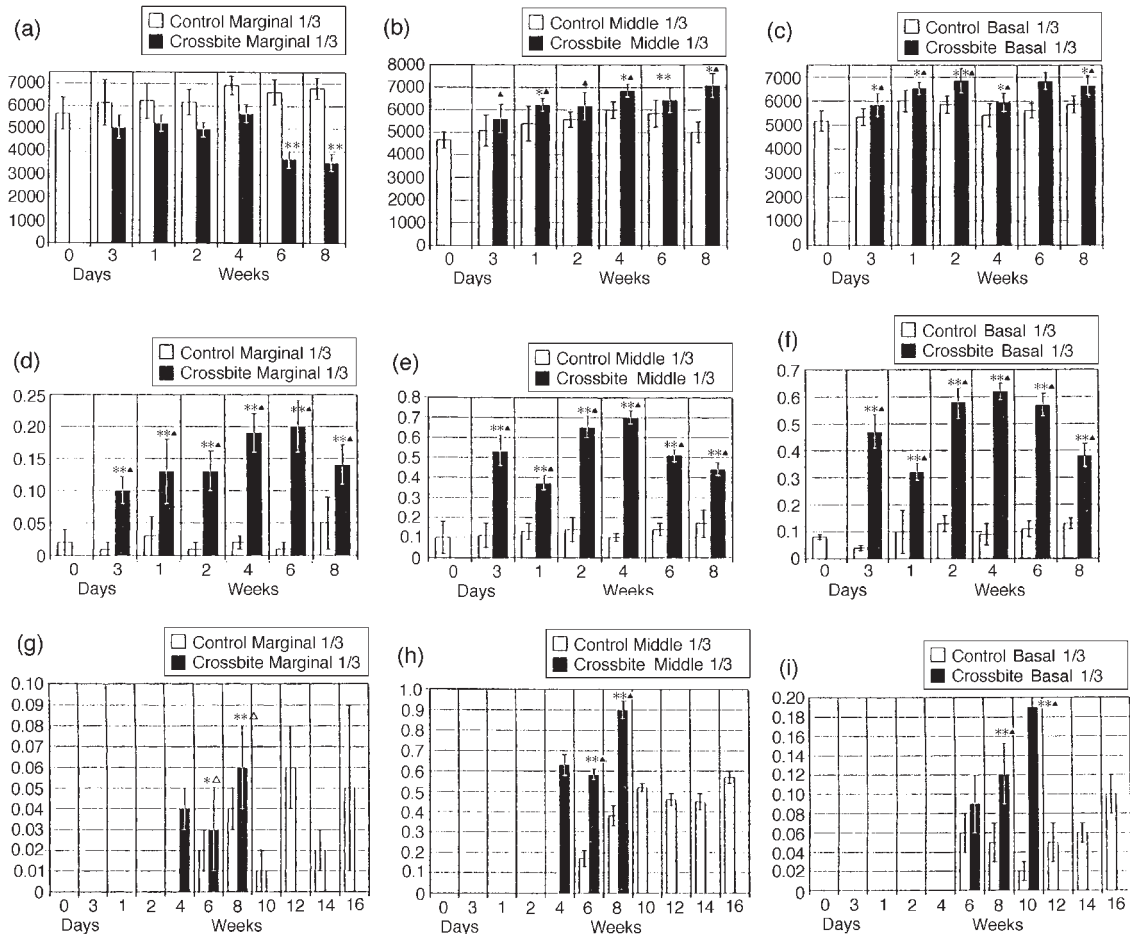 (a)
Control Marginal 1/3
Crossbite Marginal 1/3
7000
6000
5000
4000
3000
2000
1000
0
** **
0 3 1 2 4 6 8
Days Weeks
(b)
Control Middle 1/3
Crossbite Middle 1/3
8000
7000
6000
5000
4000
3000
2000
1000
0
▲ *▲ ▲ *▲ ** *▲
0 3 1 2 4 6 8
Days Weeks
(c)
Control Basal 1/3
Crossbite Basal 1/3
7000
6000
5000
4000
3000
2000
1000
0
*▲ *▲ **▲ *▲ *▲
0 3 1 2 4 6 8
Days Weeks
(d)
Control Marginal 1/3
Crossbite Marginal 1/3
0.25
0.20
0.15
0.10
0.05
0
**▲ **▲ **▲ **▲ **▲ **▲
0 3 1 2 4 6 8
Days Weeks
(e)
Control Middle 1/3
Crossbite Middle 1/3
0.8
0.7
0.6
0.5
0.4
0.3
0.2
0.1
0
**▲ **▲ **▲ **▲ **▲ **▲
0 3 1 2 4 6 8
Days Weeks
(f)
Control Basal 1/3
Crossbite Basal 1/3
0.7
0.6
0.5
0.4
0.3
0.2
0.1
0
**▲ **▲ **▲ **▲ **▲ **▲
0 3 1 2 4 6 8
Days Weeks
(g)
Control Marginal 1/3
Crossbite Marginal 1/3
0.10
0.09
0.08
0.07
0.06
0.05
0.04
0.03
0.02
0.01
0
*△ **△
0 3 1 2 4 6 8 10 12 14 16
Days Weeks
(h)
Control Middle 1/3
Crossbite Middle 1/3
1.0
0.9
0.8
0.7
0.6
0.5
0.4
0.3
0.2
0.1
0
**▲ **▲
0 3 1 2 4 6 8 10 12 14 16
Days Weeks
(i)
Control Basal 1/3
Crossbite Basal 1/3
0.20
0.18
0.16
0.14
0.12
0.10
0.08
0.06
0.04
0.02
0
**▲ **▲
0 3 1 2 4 6 8 10 12 14 16
Days Weeks